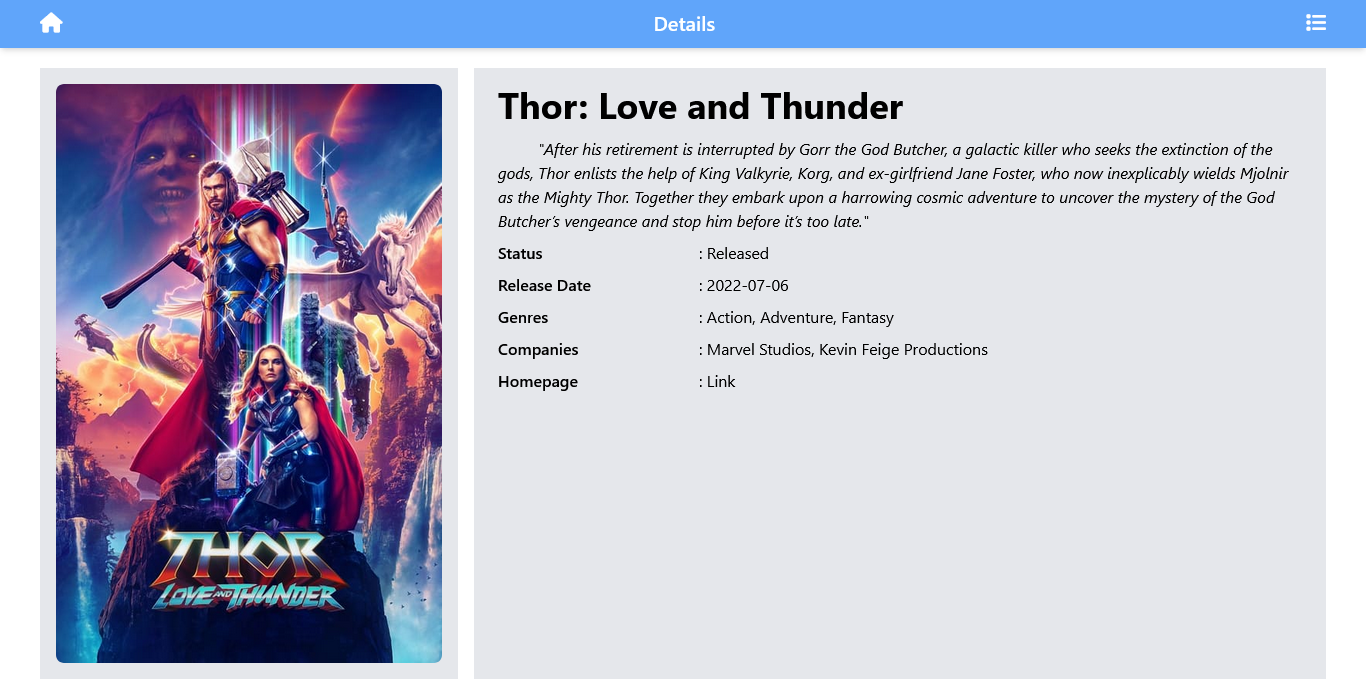 Details
THOR
LOVE AND THUNDER
Thor: Love and Thunder
"After his retirement is interrupted by Gorr the God Butcher, a galactic killer who seeks the extinction of the
gods, Thor enlists the help of King Valkyrie, Korg, and ex-girlfriend Jane Foster, who now inexplicably wields Mjolnir
as the Mighty Thor. Together they embark upon a harrowing cosmic adventure to uncover the mystery of the God
Butcher’s vengeance and stop him before it’s too late."
Status : Released
Release Date : 2022-07-06
Genres : Action, Adventure, Fantasy
Companies : Marvel Studios, Kevin Feige Productions
Homepage : Link